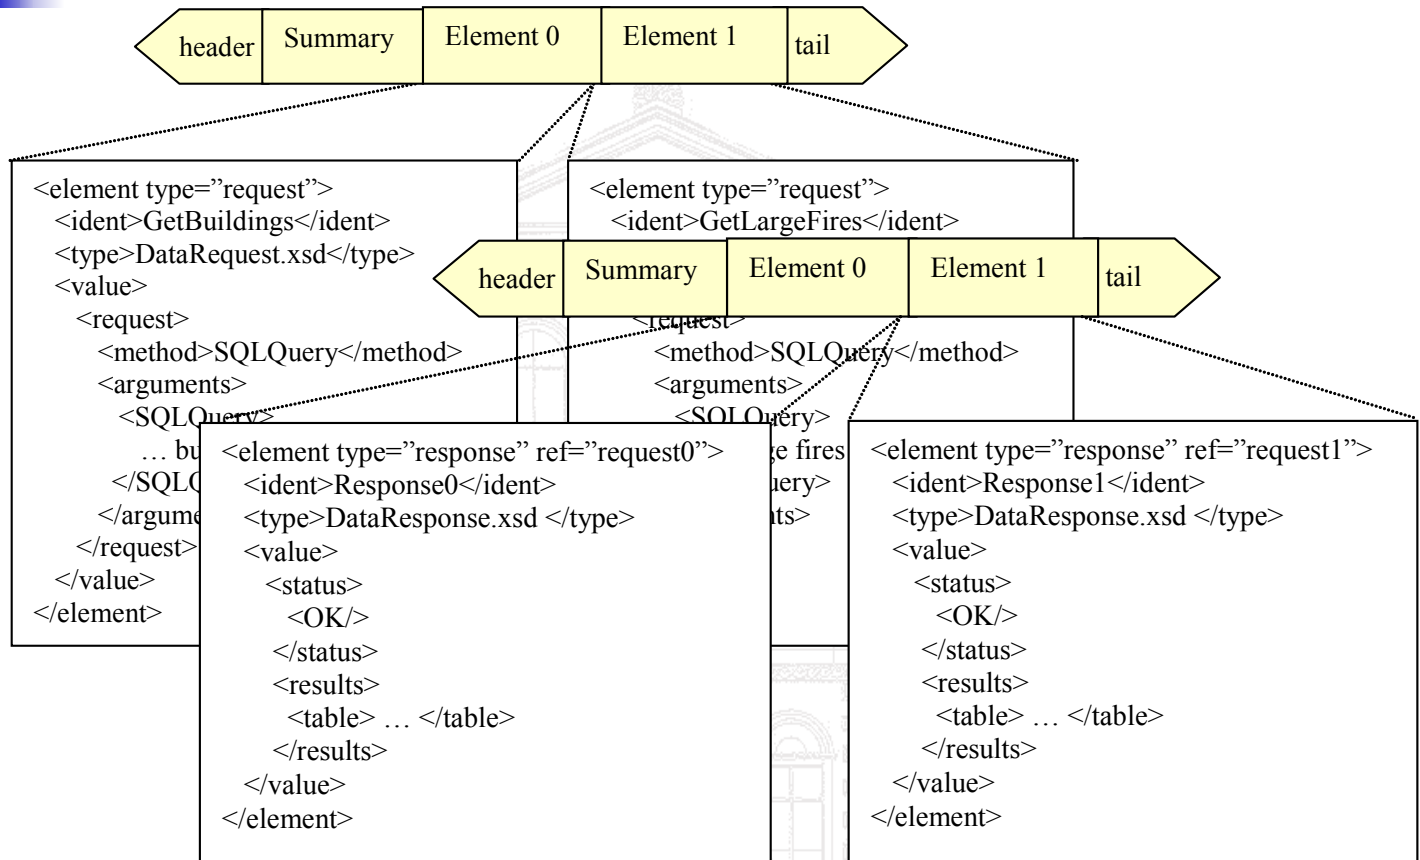 header Summary Element 0 Element 1 tail
<element type=”request”>
<ident>GetBuildings</ident>
<type>DataRequest.xsd</type>
<value>
<request>
<method>SQLQuery</method>
<arguments>
<SQLQuery>
…
</request>
</value>
</element>
<element type=”request”>
<ident>GetLargeFires</ident>
<request>
<method>SQLQuery</method>
<arguments>
<SQLQuery>
fires
header Summary Element 0 Element 1 tail
<element type=”response” ref=”request0”>
<ident>Response0</ident>
<type>DataResponse.xsd </type>
<value>
<status>
<OK/>
</status>
<results>
<table> … </table>
</results>
</value>
</element>
<element type=”response” ref=”request1”>
<ident>Response1</ident>
<type>DataResponse.xsd </type>
<value>
<status>
<OK/>
</status>
<results>
<table> … </table>
</results>
</value>
</element>